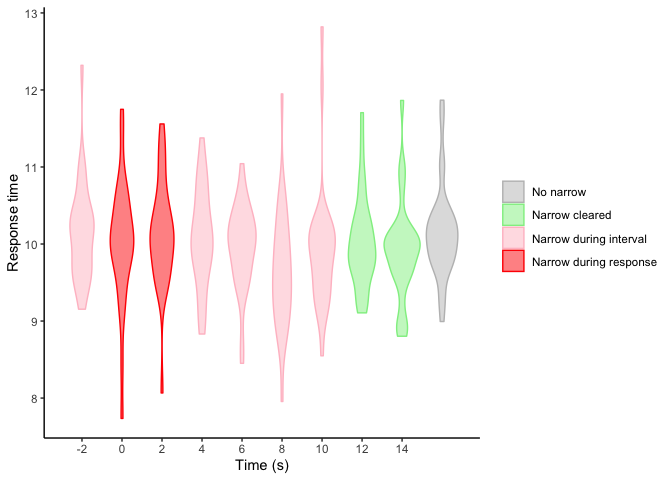 13
12
11
10
9
8
Response time
-2
0
2
4
6
8
10
12
14
Time (s)
No narrow
Narrow cleared
Narrow during interval
Narrow during response